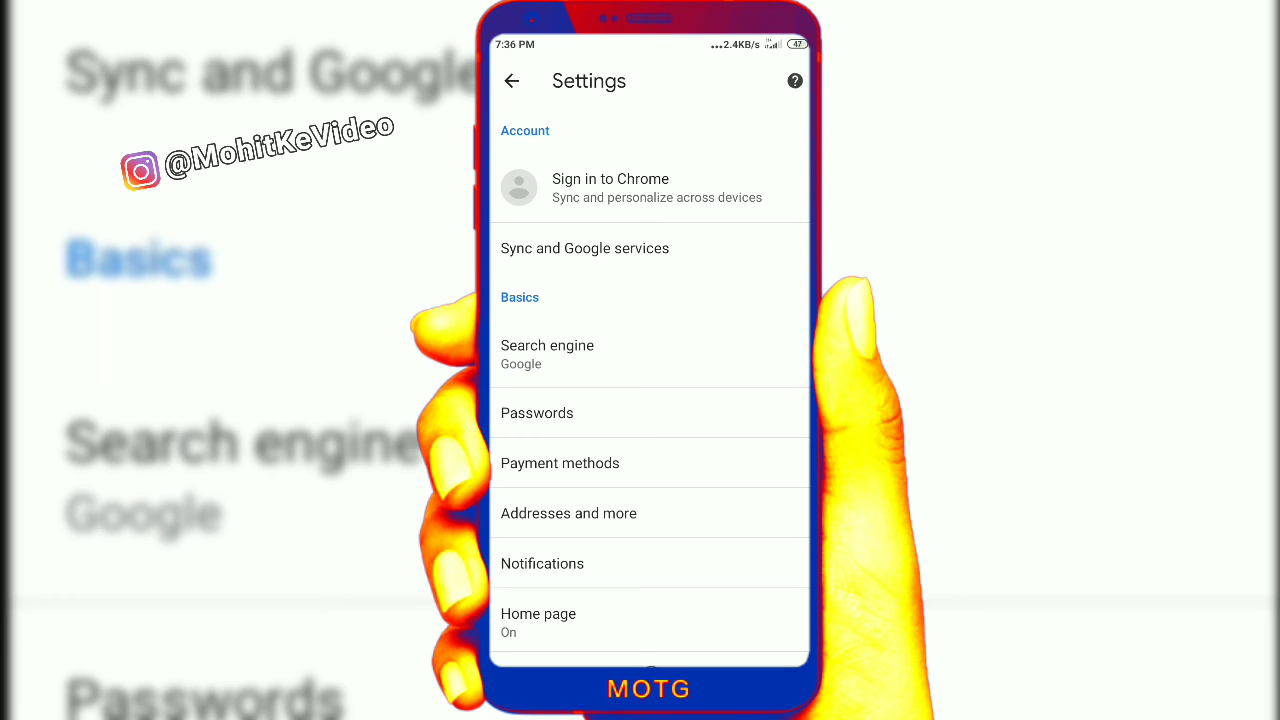 Sync and Google
@MohitKeVideo
Basics
Search engine
Google
Passwords
7:36 PM
...2.4KB/s
47
Settings
?
Account
Sign in to Chrome
Sync and personalize across devices
Sync and Google services
Basics
Search engine
Google
Passwords
Payment methods
Addresses and more
Notifications
Home page
On
MOTG